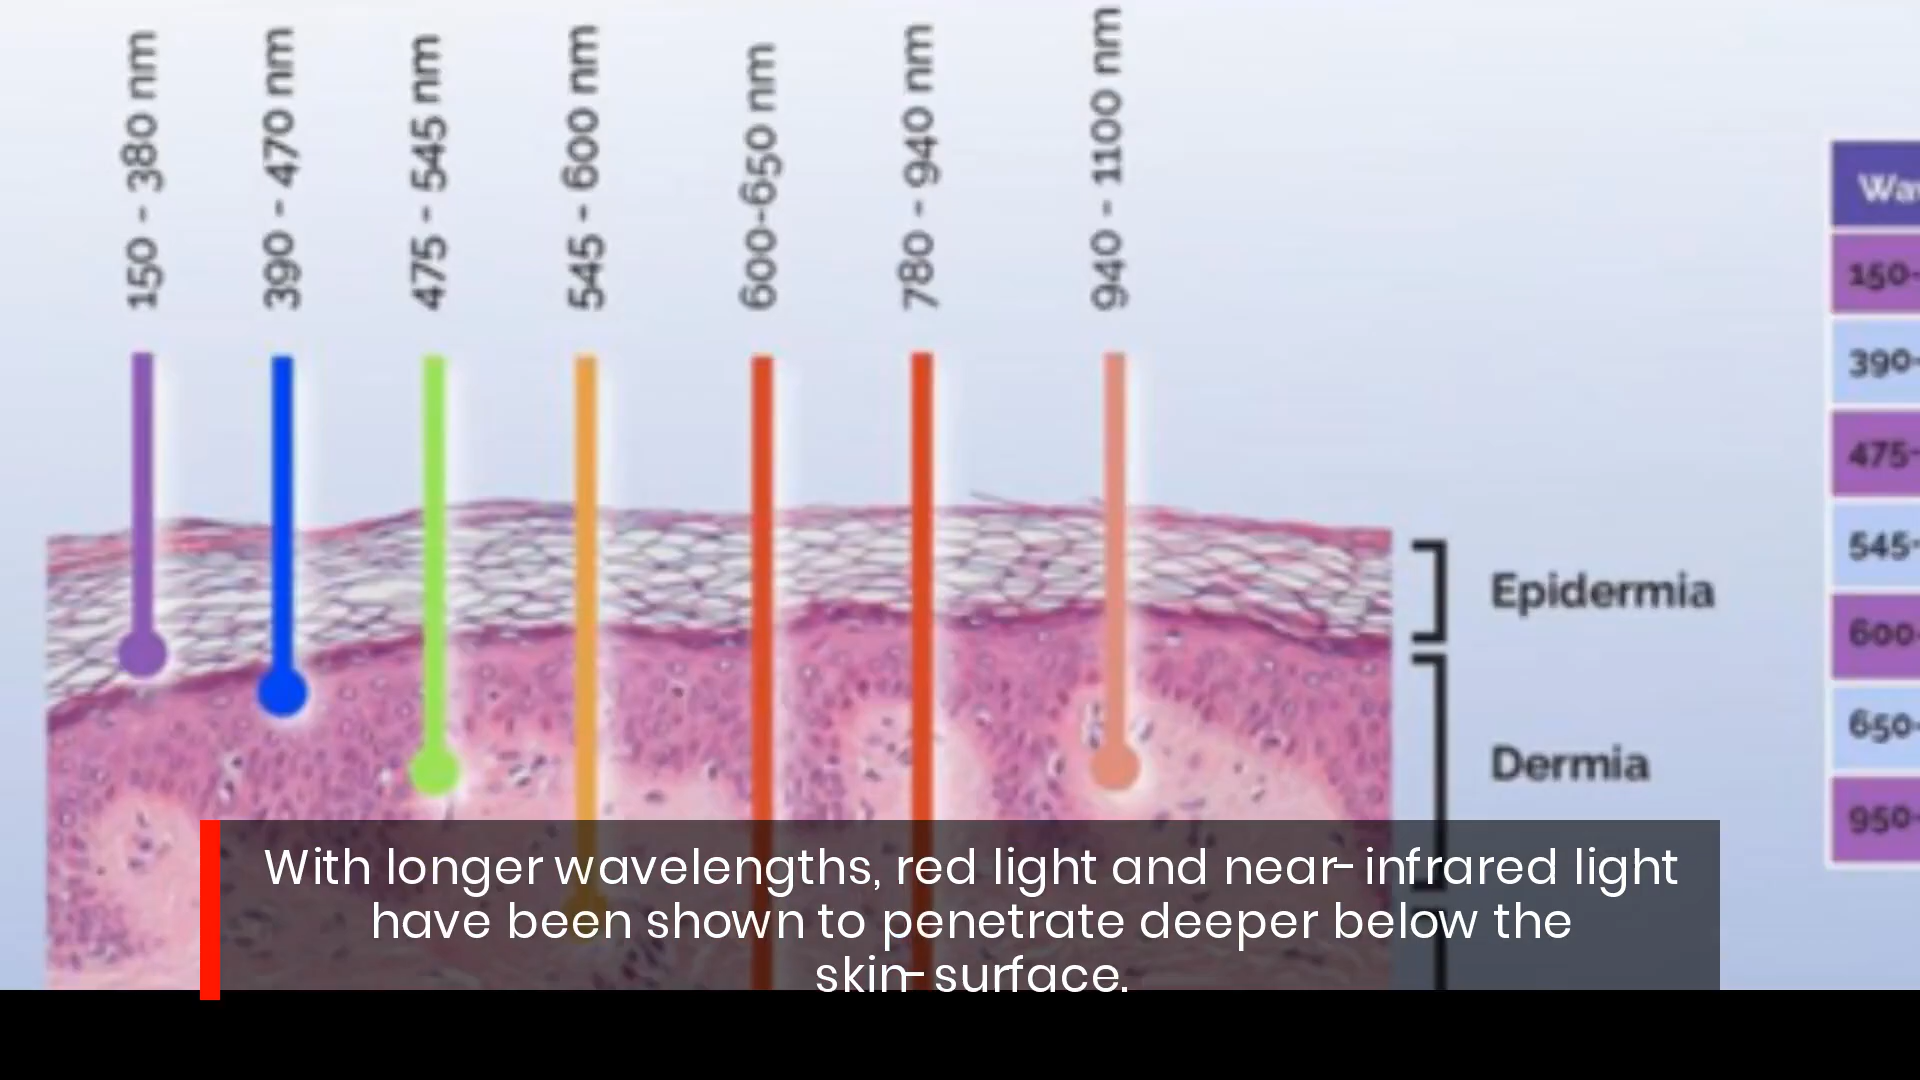 150 - 380 nm
390 - 470 nm
475 - 545 nm
545 - 600 nm
600-650 nm
780 - 940 nm
940 - 1100 nm
Epidermia
Dermia
Wav
150-
390-
475-
545-
600-
650-
950-
With longer wavelengths, red light and near-infrared light
have been shown to penetrate deeper below the
skin-surface.